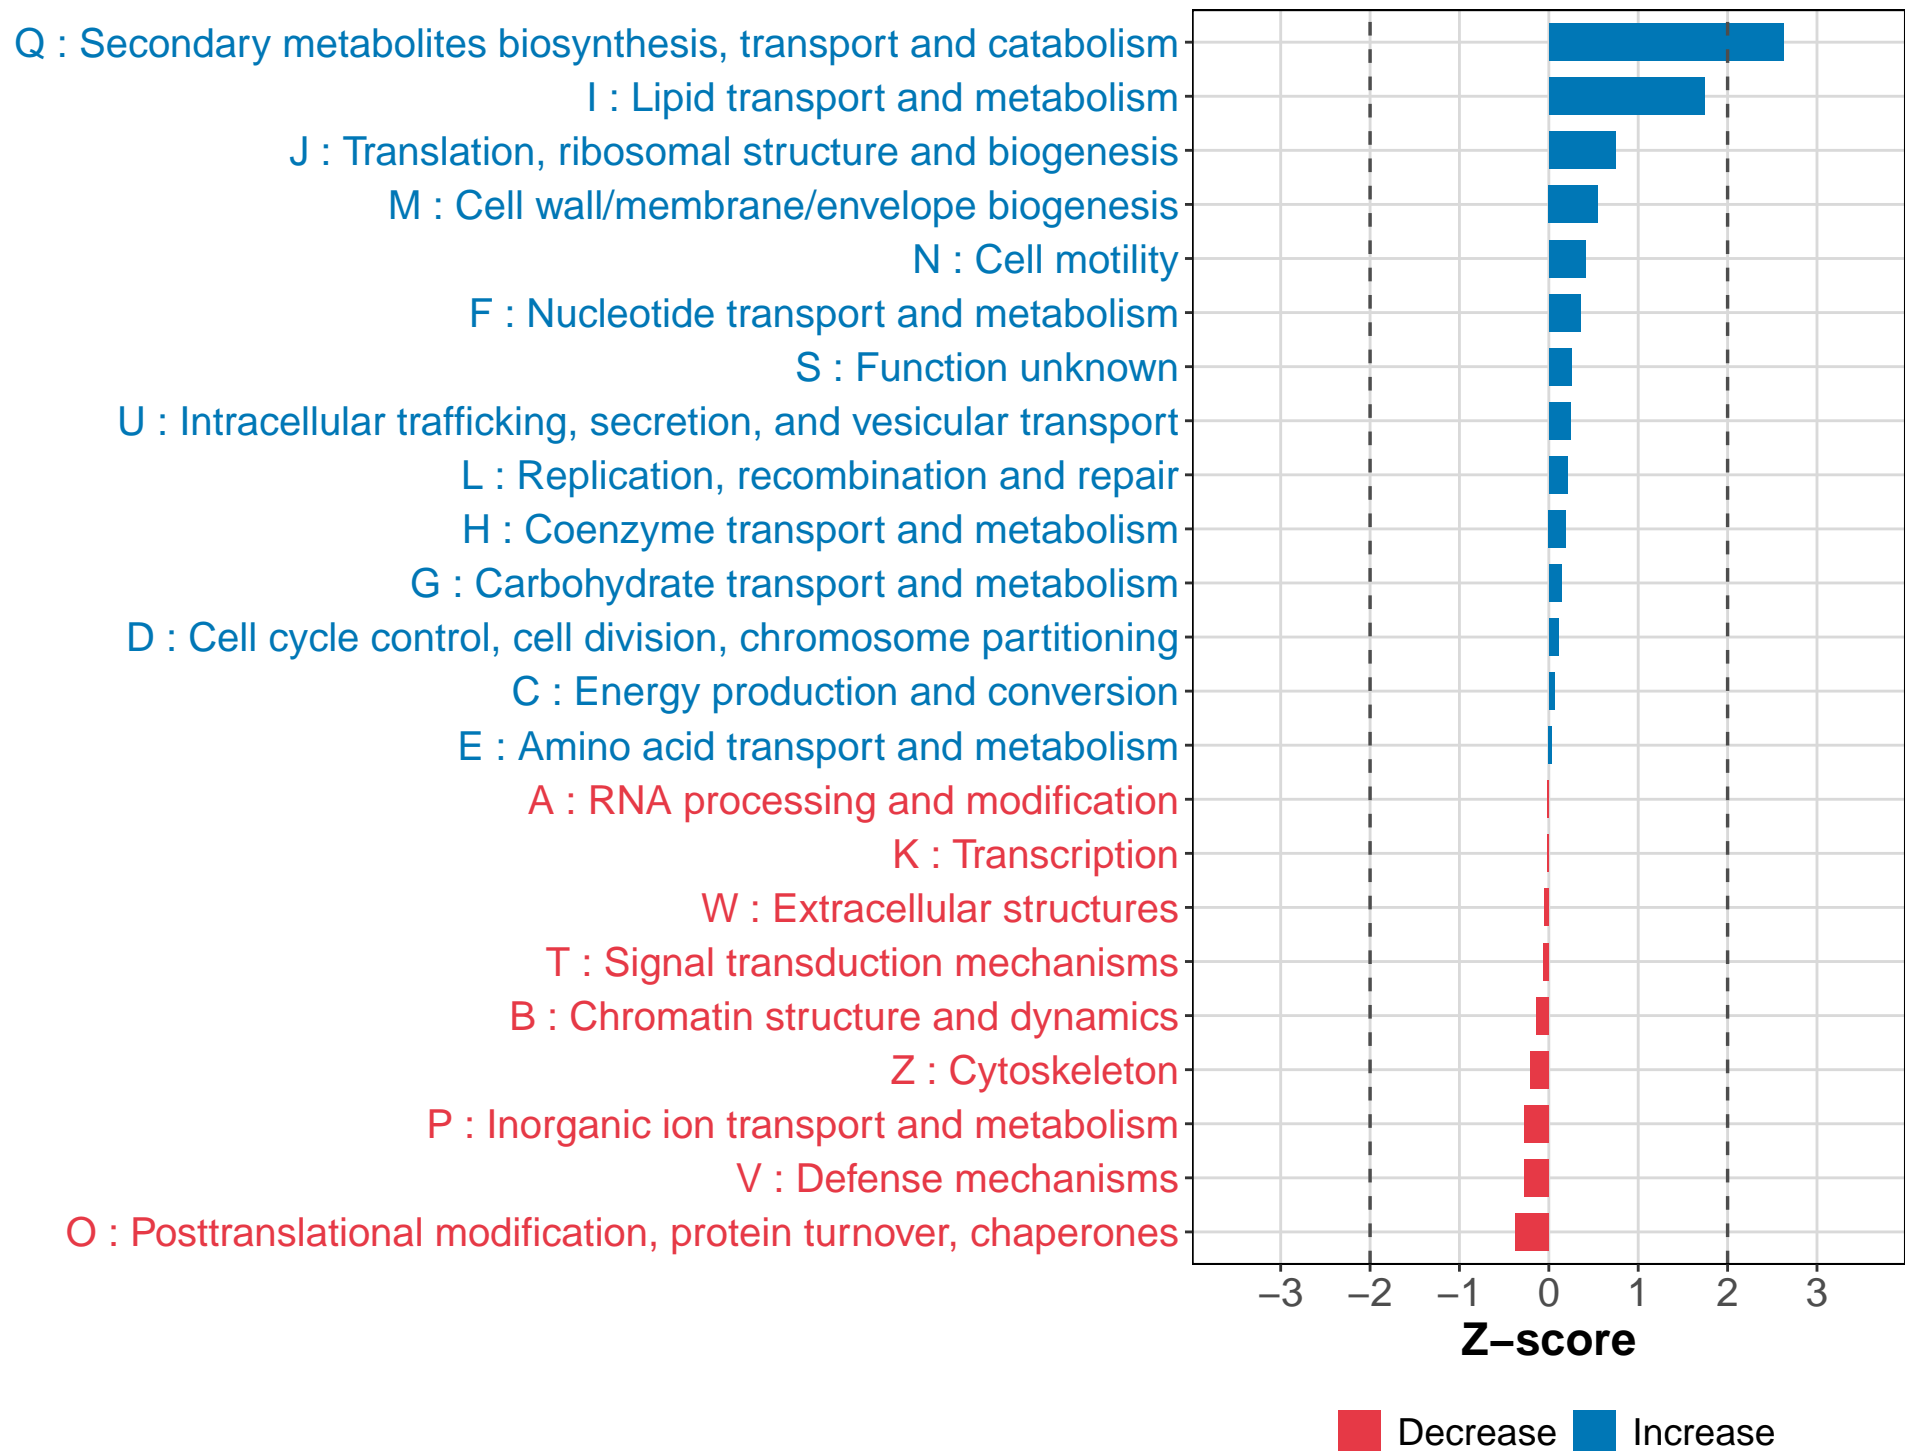 Q : Secondary metabolites biosynthesis, transport and catabolism
I : Lipid transport and metabolism
J : Translation, ribosomal structure and biogenesis
M : Cell wall/membrane/envelope biogenesis
N : Cell motility
F : Nucleotide transport and metabolism
S : Function unknown
U : Intracellular trafficking, secretion, and vesicular transport
L : Replication, recombination and repair
H : Coenzyme transport and metabolism
G : Carbohydrate transport and metabolism
D : Cell cycle control, cell division, chromosome partitioning
C : Energy production and conversion
E : Amino acid transport and metabolism
A : RNA processing and modification
K : Transcription
W : Extracellular structures
T : Signal transduction mechanisms
B : Chromatin structure and dynamics
Z : Cytoskeleton
P : Inorganic ion transport and metabolism
V : Defense mechanisms
O : Posttranslational modification, protein turnover, chaperones
−3 −2 −1 0 1 2 3
Z−score
Decrease Increase